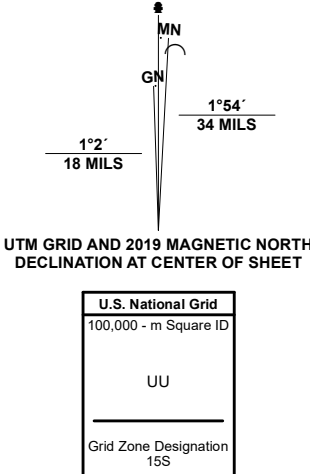 MN
GN
1°54´
34 MILS
1°2´
18 MILS
UTM GRID AND 2019 MAGNETIC NORTH
DECLINATION AT CENTER OF SHEET
U.S. National Grid
100,000 - m Square ID
UU
Grid Zone Designation
15S